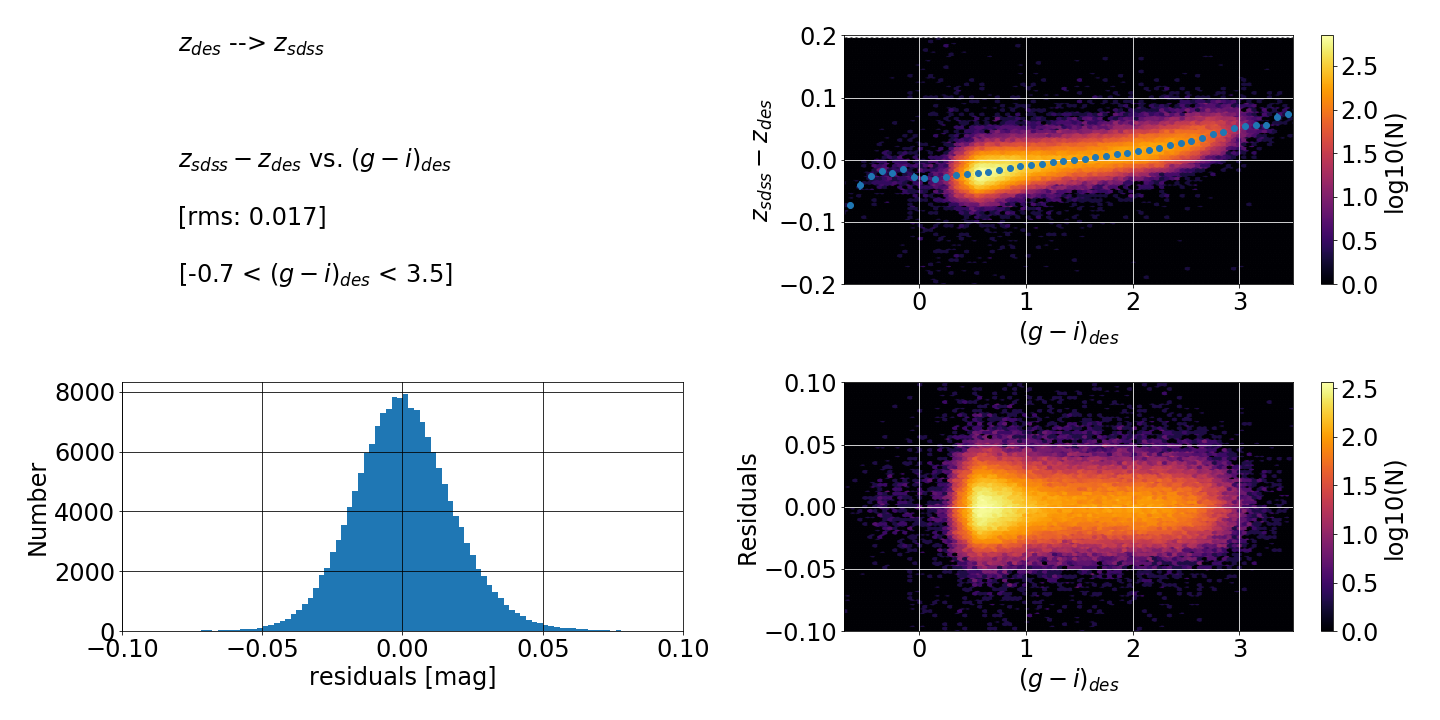 z_des --> z_sdss
z_sdss − z_des vs. (g − i)_des
[rms: 0.017]
[-0.7 < (g − i)_des < 3.5]
z_sdss − z_des
0.2
0.1
0.0
−0.1
−0.2
0 1 2 3
(g − i)_des
2.5
2.0
1.5
1.0
0.5
0.0
log10(N)
Number
8000
6000
4000
2000
0
−0.10 −0.05 0.00 0.05 0.10
residuals [mag]
Residuals
0.10
0.05
0.00
−0.05
−0.10
0 1 2 3
(g − i)_des
2.5
2.0
1.5
1.0
0.5
0.0
log10(N)